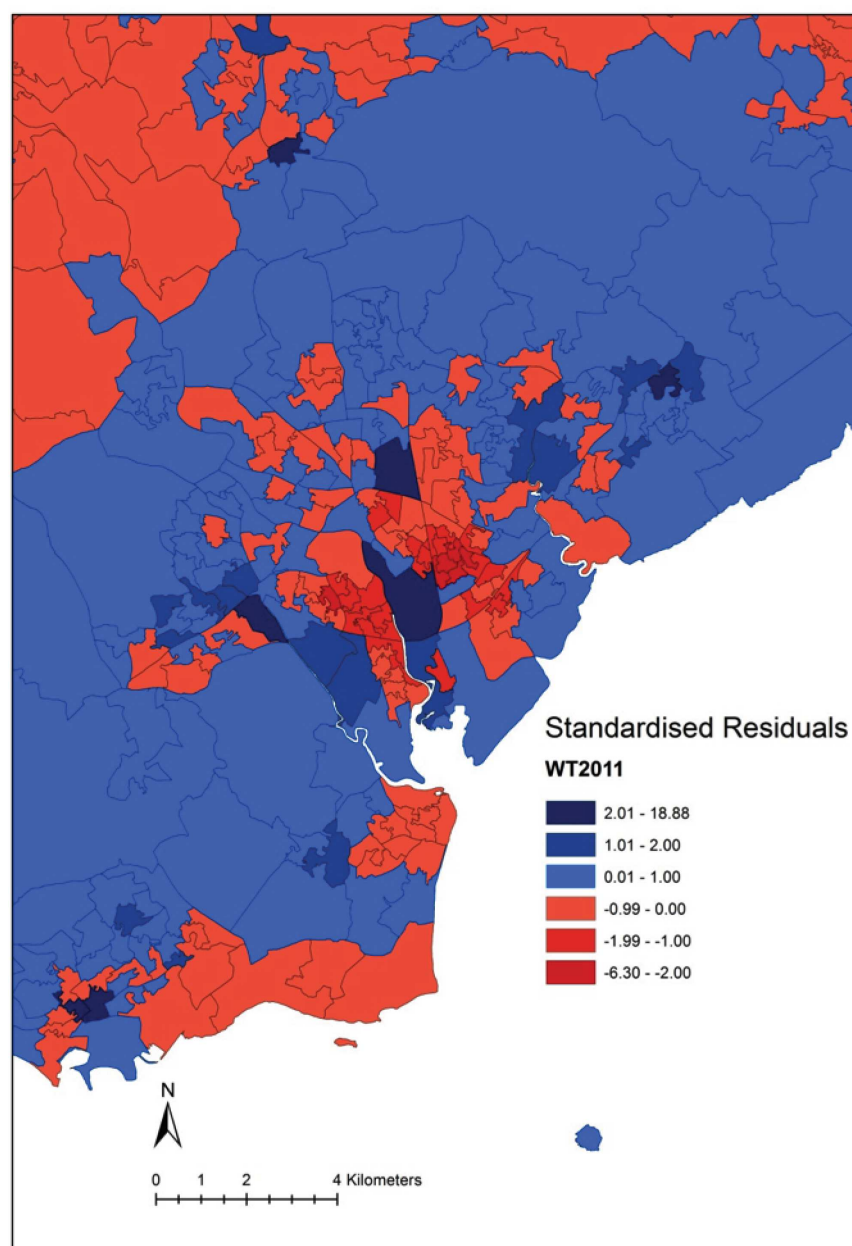 Standardised Residuals
WT2011
2.01 - 18.88
1.01 - 2.00
0.01 - 1.00
-0.99 - 0.00
-1.99 - -1.00
-6.30 - -2.00
N
0 1 2 4 Kilometers